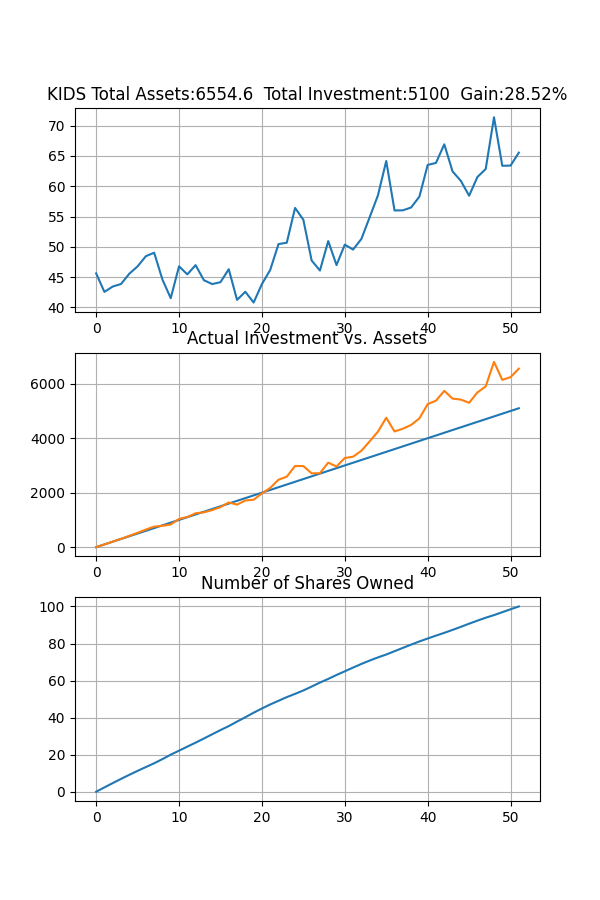 KIDS Total Assets:6554.6  Total Investment:5100  Gain:28.52%
70
65
60
55
50
45
40
0 10 20 30 40 50
Actual Investment vs. Assets
6000
4000
2000
0
0 10 20 30 40 50
Number of Shares Owned
100
80
60
40
20
0
0 10 20 30 40 50